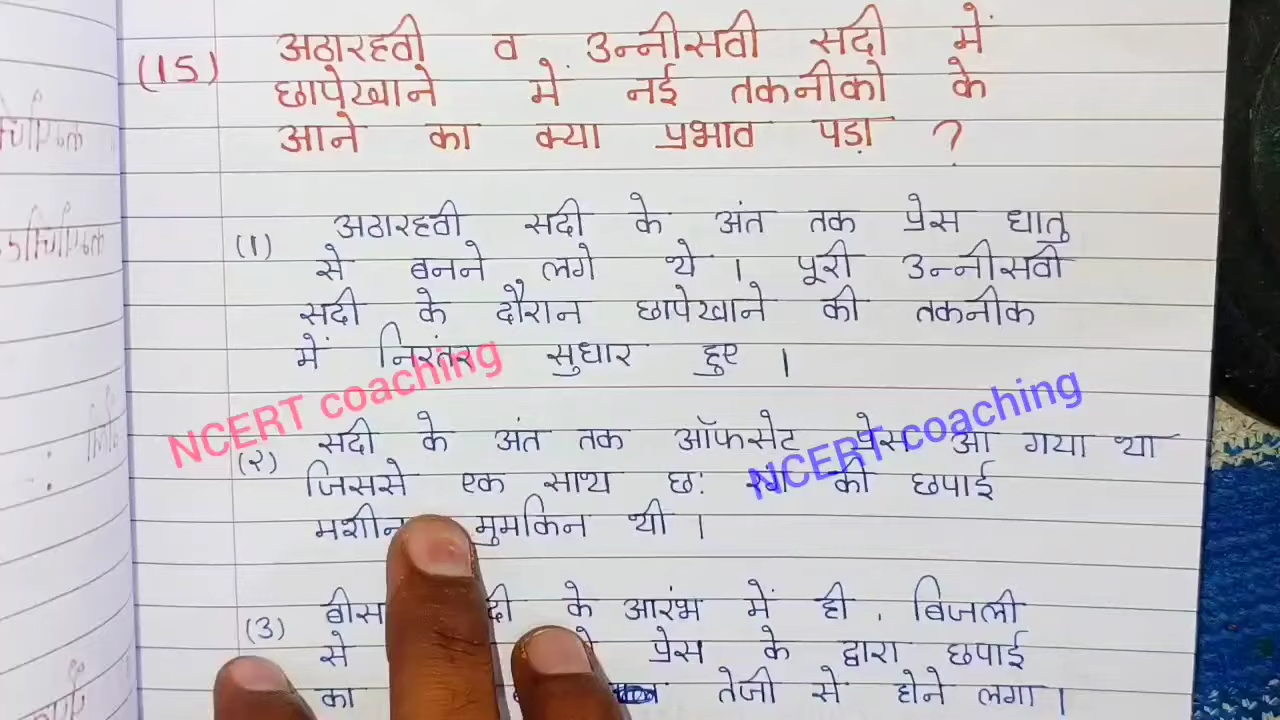 (15) अठारहवी व उन्नीसवी सदी में
छापेखाने में नई तकनीको के
आने का क्या प्रभाव पड़ा ?
(1) अठारहवी सदी के अंत तक प्रेस धातु
से बनने लगे थे । पूरी उन्नीसवी
सदी के दौरान छापेखाने की तकनीक
में निरंतर सुधार हुए ।
NCERT coaching
NCERT coaching
(२) सदी के अंत तक ऑफसेट प्रेस आ गया था
जिससे एक साथ छः की छपाई
मशीन मुमकिन थी ।
(3) के आरंभ में ही , बिजली
से प्रेस के द्वारा छपाई
का तेजी से होने लगा ।